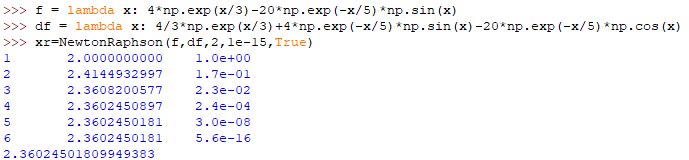 >>> f = lambda x: 4*np.exp(x/3)-20*np.exp(-x/5)*np.sin(x)
>>> df = lambda x: 4/3*np.exp(x/3)+4*np.exp(-x/5)*np.sin(x)-20*np.exp(-x/5)*np.cos(x)
>>> xr=NewtonRaphson(f,df,2,1e-15,True)
1 2.0000000000 1.0e+00
2 2.4144932997 1.7e-01
3 2.3608200577 2.3e-02
4 2.3602450897 2.4e-04
5 2.3602450181 3.0e-08
6 2.3602450181 5.6e-16
2.36024501809949383